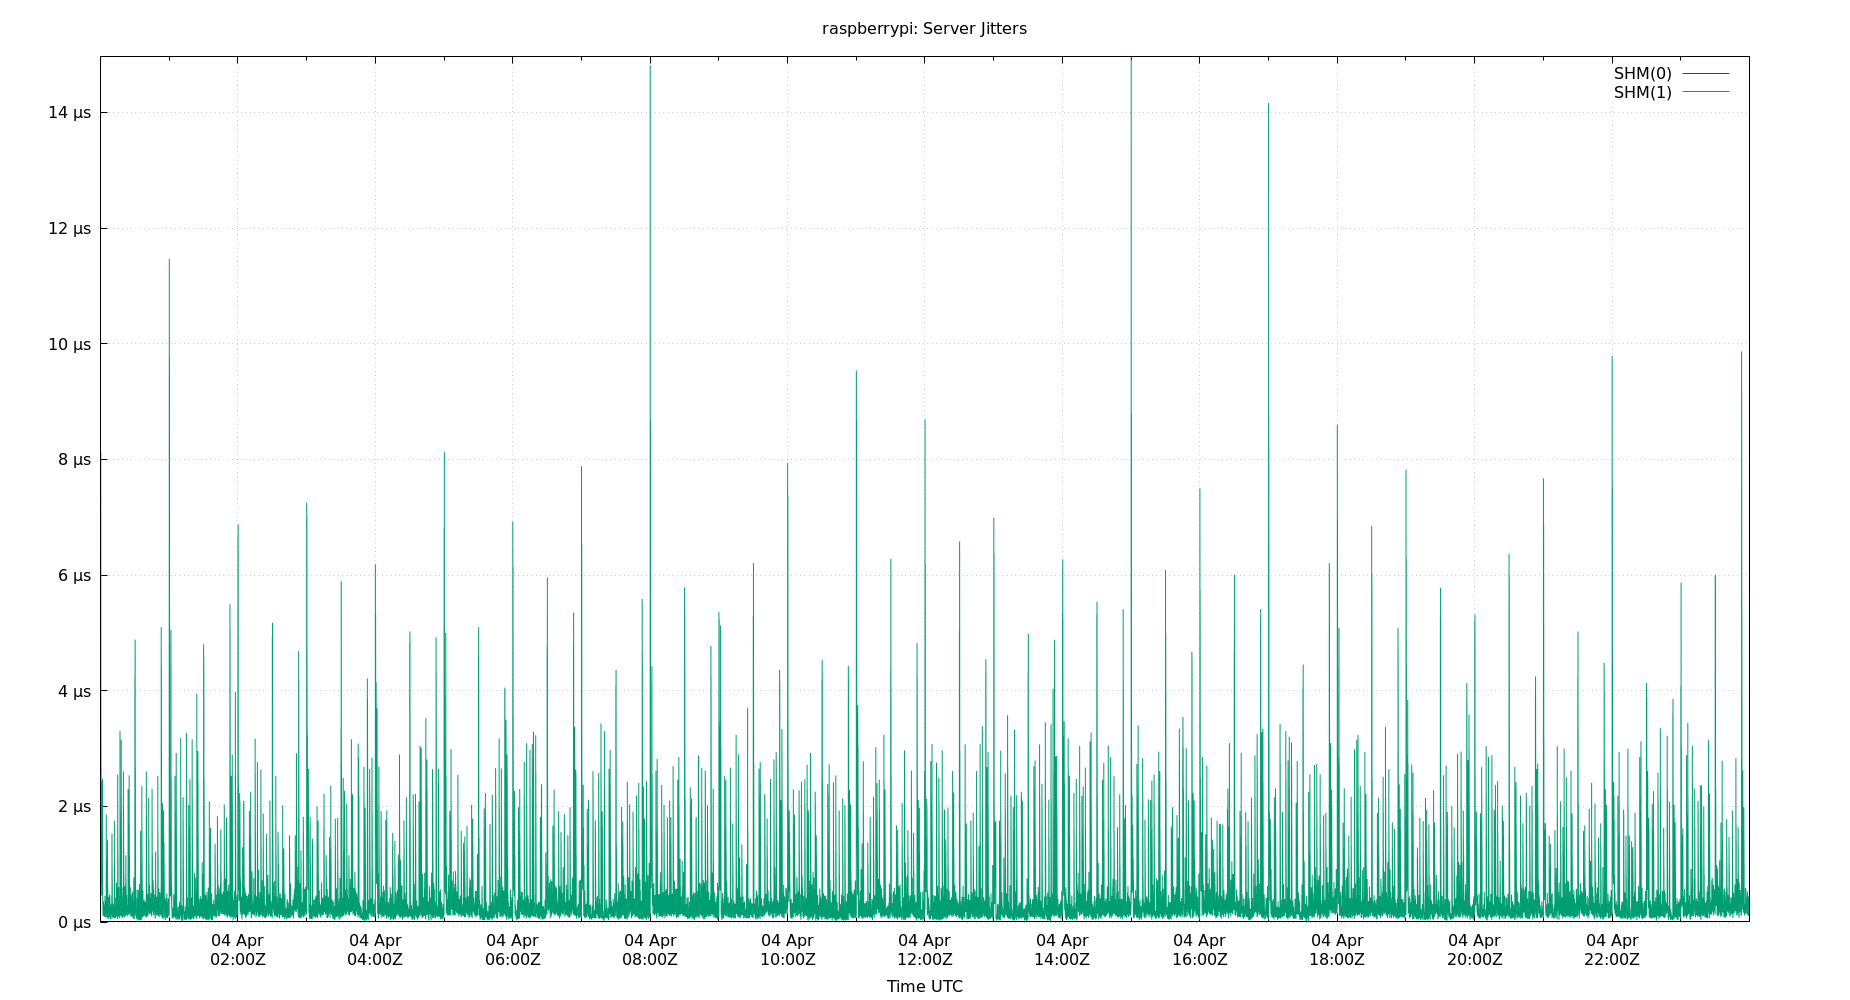 raspberrypi: Server Jitters
SHM(0)
SHM(1)
14 µs
12 µs
10 µs
8 µs
6 µs
4 µs
2 µs
0 µs
04 Apr 04 Apr 04 Apr 04 Apr 04 Apr 04 Apr 04 Apr 04 Apr 04 Apr 04 Apr 04 Apr
02:00Z 04:00Z 06:00Z 08:00Z 10:00Z 12:00Z 14:00Z 16:00Z 18:00Z 20:00Z 22:00Z
Time UTC